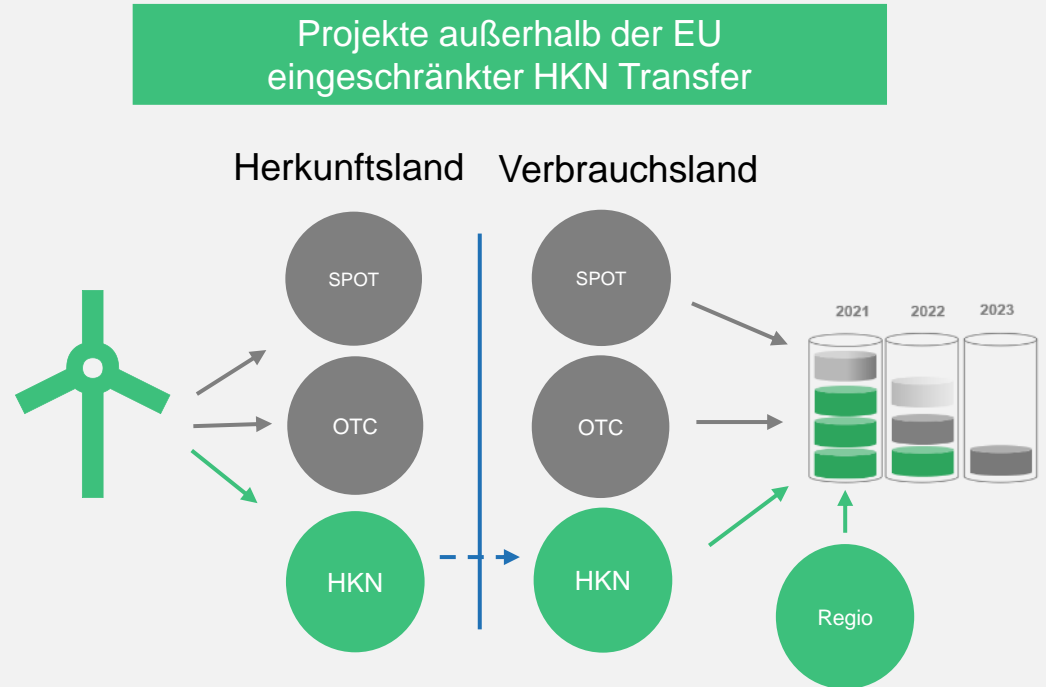 Projekte außerhalb der EU
eingeschränkter HKN Transfer
Herkunftsland
Verbrauchsland
SPOT
SPOT
2021
2022
2023
OTC
OTC
HKN
HKN
Regio